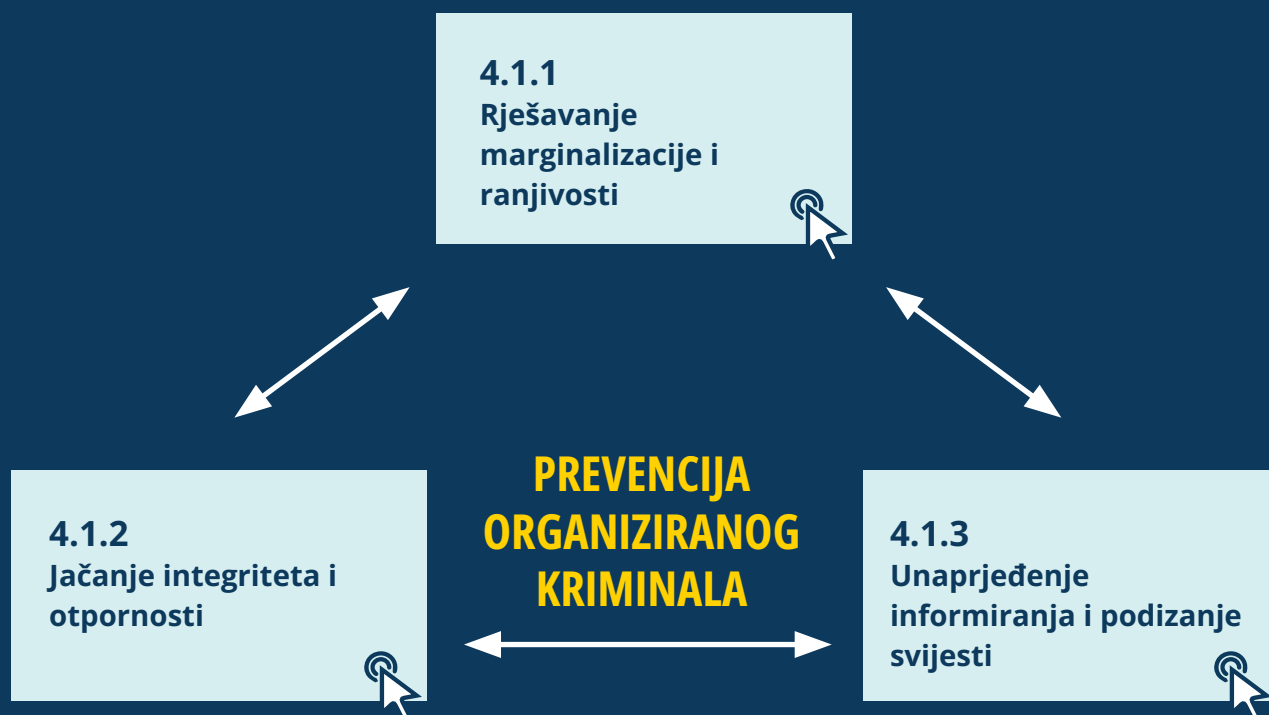 4.1.1
Rješavanje
marginalizacije i
ranjivosti
PREVENCIJA
ORGANIZIRANOG
KRIMINALA
4.1.2
Jačanje integriteta i
otpornosti
4.1.3
Unaprjeđenje
informiranja i podizanje
svijesti